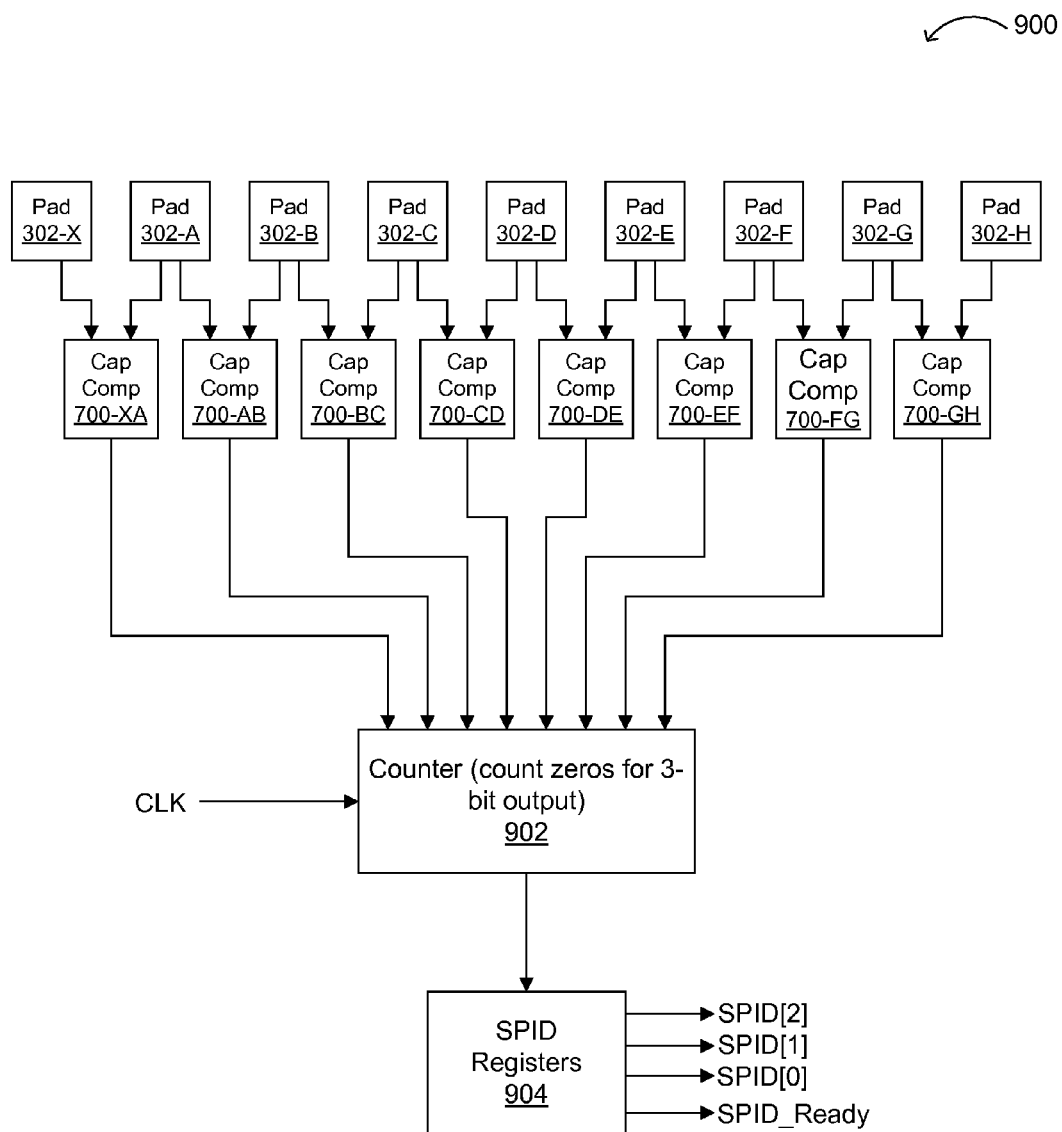 900
Pad
302-X
Pad
302-A
Pad
302-B
Pad
302-C
Pad
302-D
Pad
302-E
Pad
302-F
Pad
302-G
Pad
302-H
Cap
Comp
700-XA
Cap
Comp
700-AB
Cap
Comp
700-BC
Cap
Comp
700-CD
Cap
Comp
700-DE
Cap
Comp
700-EF
Cap
Comp
700-FG
Cap
Comp
700-GH
CLK
Counter (count zeros for 3-
bit output)
902
SPID
Registers
904
SPID[2]
SPID[1]
SPID[0]
SPID_Ready